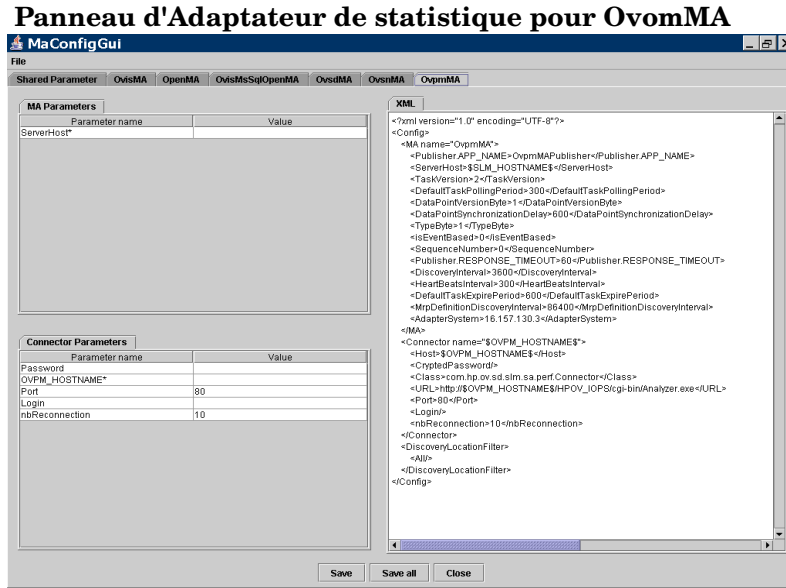 Panneau d'Adaptateur de statistique pour OvomMA
MaConfigGui
File
Shared Parameter OvisMA OpenMA OvisMsSqlOpenMA OvsdMA OvsnMA OvpmMA
MA Parameters
Parameter name Value
ServerHost*
Connector Parameters
Parameter name Value
Password
OVPM_HOSTNAME*
Port 80
Login
nbReconnection 10
XML
<?xml version="1.0" encoding="UTF-8"?>
<Config>
<MA name="OvpmMA">
<Publisher.APP_NAME>OvpmMAPublisher</Publisher.APP_NAME>
<ServerHost>$SLM_HOSTNAME$</ServerHost>
<TaskVersion>2</TaskVersion>
<DefaultTaskPollingPeriod>300</DefaultTaskPollingPeriod>
<DataPointVersionByte>1</DataPointVersionByte>
<DataPointSynchronizationDelay>600</DataPointSynchronizationDelay>
<TypeByte>1</TypeByte>
<isEventBased>0</isEventBased>
<SequenceNumber>0</SequenceNumber>
<Publisher.RESPONSE_TIMEOUT>60</Publisher.RESPONSE_TIMEOUT>
<DiscoveryInterval>3600</DiscoveryInterval>
<HeartBeatsInterval>300</HeartBeatsInterval>
<DefaultTaskExpirePeriod>600</DefaultTaskExpirePeriod>
<MrpDefinitionDiscoveryInterval>86400</MrpDefinitionDiscoveryInterval>
<AdapterSystem>16.157.130.3</AdapterSystem>
</MA>
<Connector name="$OVPM_HOSTNAME$">
<Host>$OVPM_HOSTNAME$</Host>
<CryptedPassword/>
<Class>com.hp.ov.sd.slm.sa.perf.Connector</Class>
<URL>http://$OVPM_HOSTNAME$/HPOV_IOPS/cgi-bin/Analyzer.exe</URL>
<Port>80</Port>
<Login/>
<nbReconnection>10</nbReconnection>
</Connector>
<DiscoveryLocationFilter>
<All/>
</DiscoveryLocationFilter>
</Config>
Save Save all Close